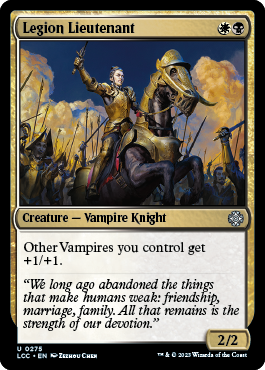 Legion Lieutenant
Creature — Vampire Knight
Other Vampires you control get
+1/+1.
“We long ago abandoned the things
that make humans weak: friendship,
marriage, family. All that remains is the
strength of our devotion.”
2/2
U 0275
LCC • EN Zezhou Chen
™ & © 2023 Wizards of the Coast